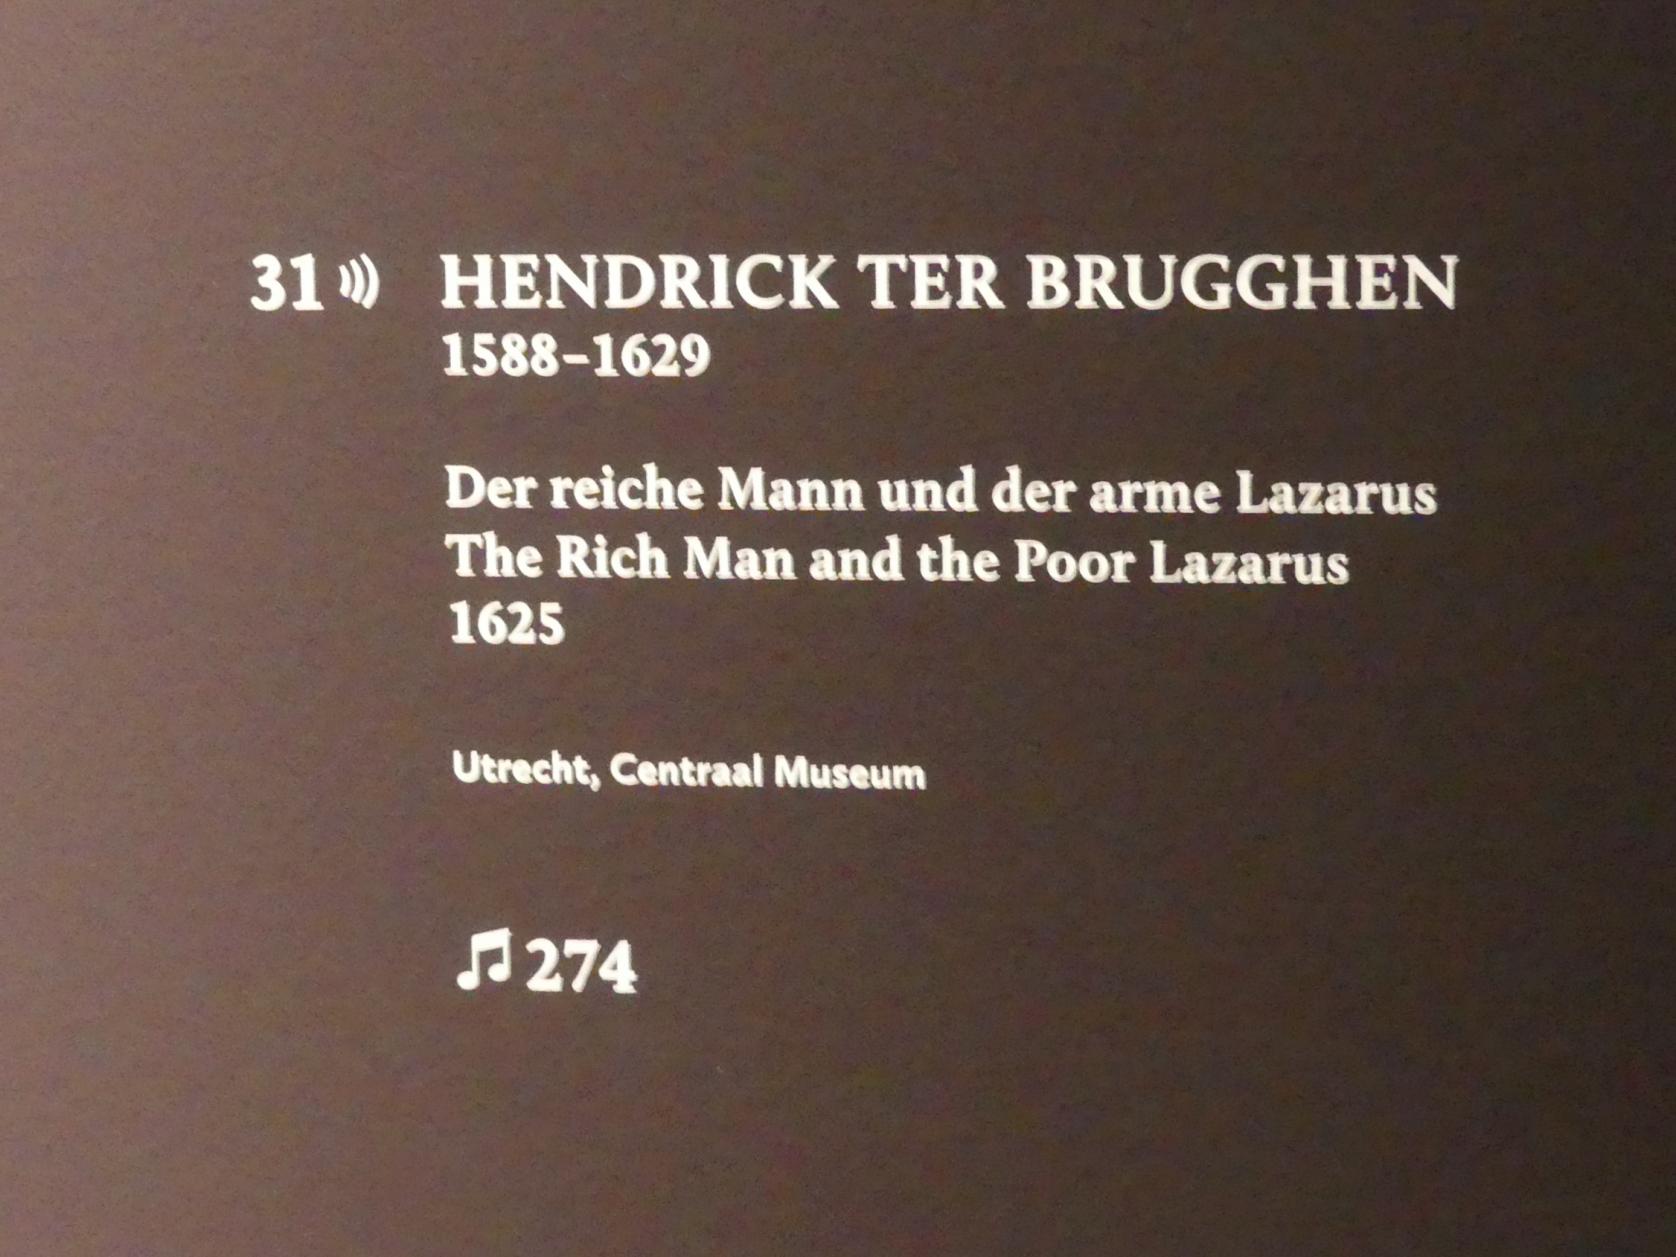 31 HENDRICK TER BRUGGHEN
1588–1629
Der reiche Mann und der arme Lazarus
The Rich Man and the Poor Lazarus
1625
Utrecht, Centraal Museum
♫ 274